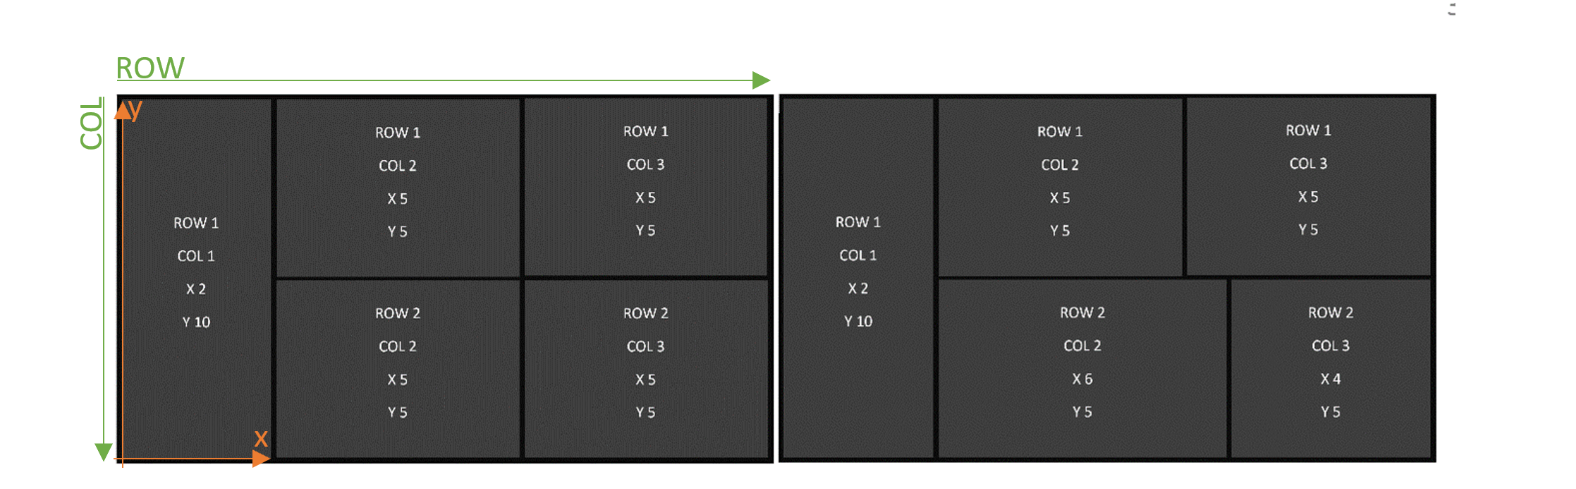 ROW
COL
y
x
ROW 1
COL 1
X 2
Y 10
ROW 1
COL 2
X 5
Y 5
ROW 1
COL 3
X 5
Y 5
ROW 2
COL 2
X 5
Y 5
ROW 2
COL 3
X 5
Y 5
ROW 1
COL 1
X 2
Y 10
ROW 1
COL 2
X 5
Y 5
ROW 1
COL 3
X 5
Y 5
ROW 2
COL 2
X 6
Y 5
ROW 2
COL 3
X 4
Y 5